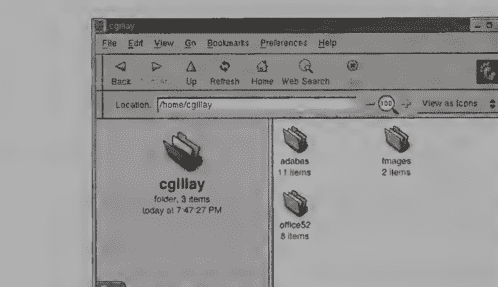 cgillay
File Edit View Go Bookmarks Preferences Help
Back Up Refresh Home Web Search
Location: /home/cgillay 100 View as Icons
cgillay
folder, 3 items
today at 7:47:27 PM
adabas
11 items
fmages
2 items
office52
8 items